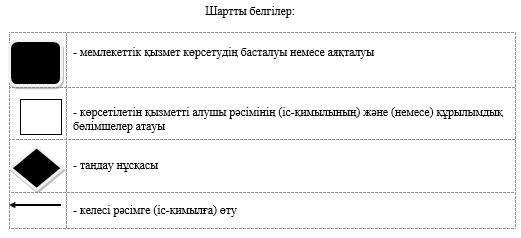 Шартты белгілер:
- мемлекеттік қызмет көрсетудің басталуы немесе аяқталуы
- көрсетілетін қызметті алушы рәсімінің (іс-қимылының) және (немесе) құрылымдық
бөлімшелер атауы
- таңдау нұсқасы
- келесі рәсімге (іс-қимылға) өту